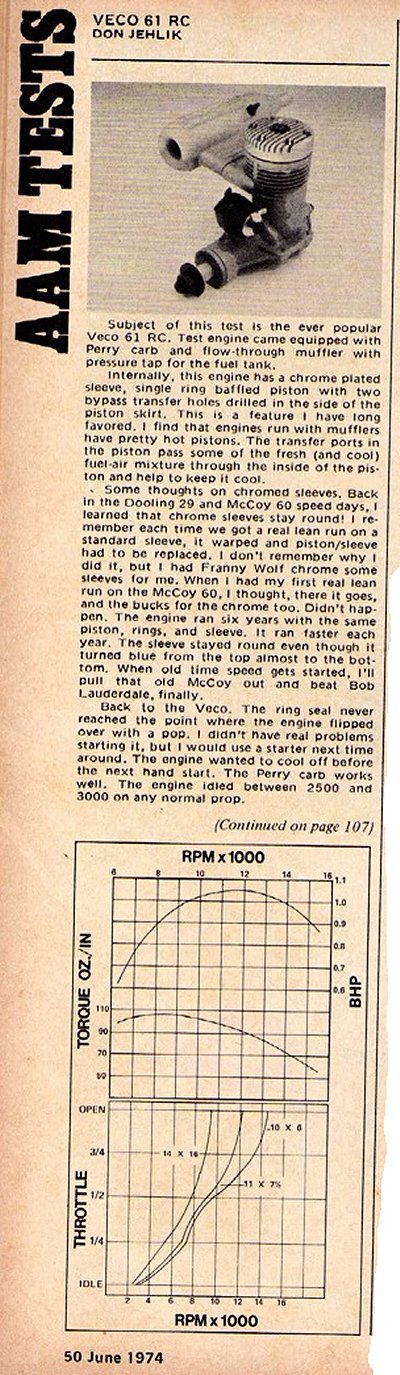 AAM TESTS
VECO 61 RC
DON JEHLIK
Subject of this test is the ever popular
Veco 61 RC. Test engine came equipped with
Perry carb and flow-through muffler with
pressure tap for the fuel tank.
Internally, this engine has a chrome plated
sleeve, single ring baffled piston with two
bypass transfer holes drilled in the side of the
piston skirt. This is a feature I have long
favored. I find that engines run with mufflers
have pretty hot pistons. The transfer ports in
the piston pass some of the fresh (and cool)
fuel-air mixture through the inside of the pis-
ton and help to keep it cool.
Some thoughts on chromed sleeves. Back
in the Dooling 29 and McCoy 60 speed days, I
learned that chrome sleeves stay round! I re-
member each time we got a real lean run on a
standard sleeve, it warped and piston/sleeve
had to be replaced. I don't remember why I
did it, but I had Franny Wolf chrome some
sleeves for me. When I had my first real lean
run on the McCoy 60, I thought, there it goes,
and the bucks for the chrome too. Didn't hap-
pen. The engine ran six years with the same
piston, rings, and sleeve. It ran faster each
year. The sleeve stayed round even though it
turned blue from the top almost to the bot-
tom. When old time speed gets started, I'll
pull that old McCoy out and beat Bob
Lauderdale, finally.
Back to the Veco. The ring seal never
reached the point where the engine flipped
over with a pop. I didn't have real problems
starting it, but I would use a starter next time
around. The engine wanted to cool off before
the next hand start. The Perry carb works
well. The engine idled between 2500 and
3000 on any normal prop.
(Continued on page 107)
RPM x 1000
6 8 10 12 14 16
1.1
1.0
0.9
0.8
0.7
0.6
BHP
TORQUE OZ./IN
110
90
70
50
OPEN
3/4
1/2
1/4
IDLE
THROTTLE
10 X 6
14 X 16
11 X 7½
2 4 6 8 10 12 14 16
RPM x 1000
50 June 1974